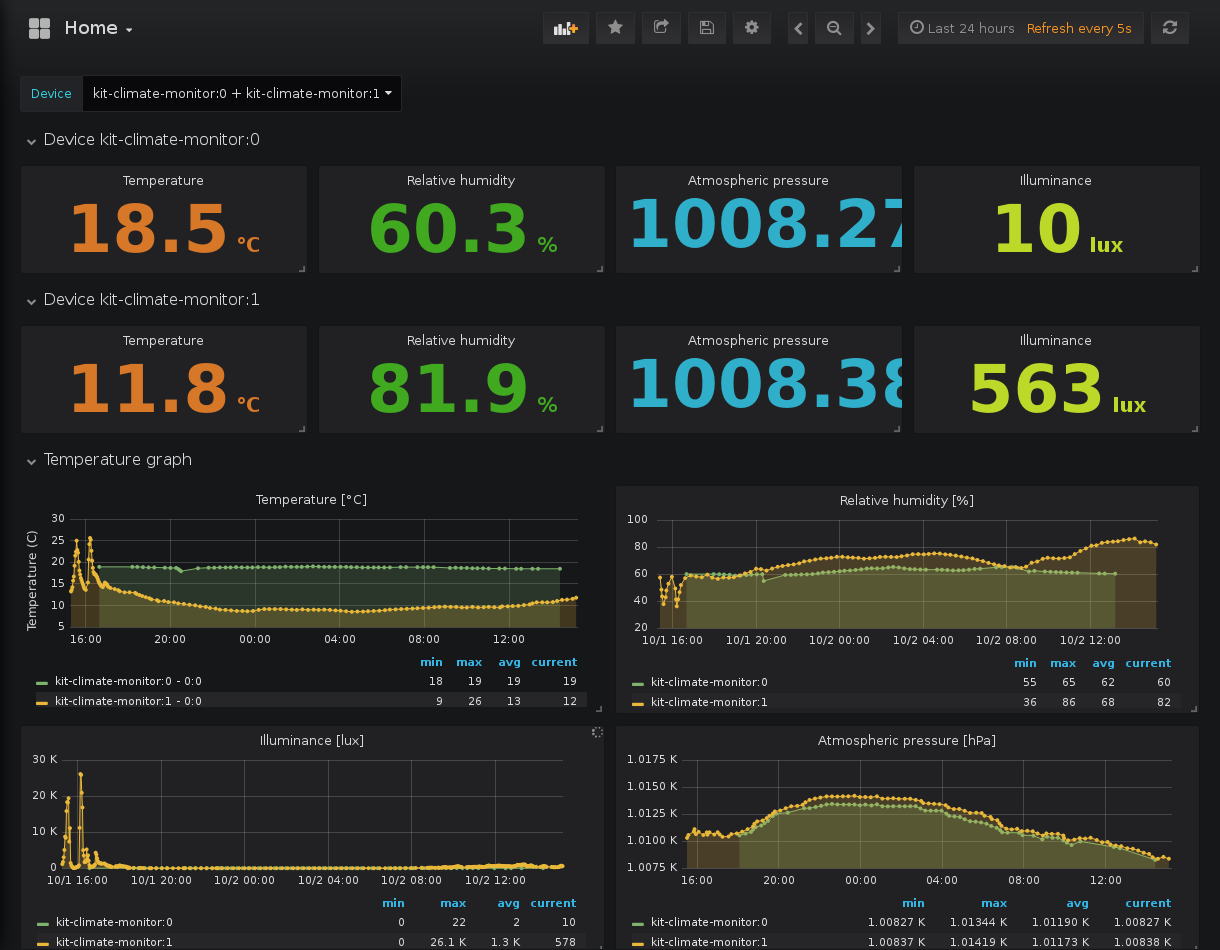 Home
Last 24 hours Refresh every 5s
Device kit-climate-monitor:0 + kit-climate-monitor:1
Device kit-climate-monitor:0
Temperature Relative humidity Atmospheric pressure Illuminance
18.5 °C 60.3 % 1008.27 10 lux
Device kit-climate-monitor:1
Temperature Relative humidity Atmospheric pressure Illuminance
11.8 °C 81.9 % 1008.38 563 lux
Temperature graph
Temperature [°C]
Temperature (C)
30
25
20
15
10
5
16:00 20:00 00:00 04:00 08:00 12:00
min max avg current
kit-climate-monitor:0 - 0:0 18 19 19 19
kit-climate-monitor:1 - 0:0 9 26 13 12
Relative humidity [%]
100
80
60
40
20
10/1 16:00 10/1 20:00 10/2 00:00 10/2 04:00 10/2 08:00 10/2 12:00
min max avg current
kit-climate-monitor:0 55 65 62 60
kit-climate-monitor:1 36 86 68 82
Illuminance [lux]
30 K
20 K
10 K
0
10/1 16:00 10/1 20:00 10/2 00:00 10/2 04:00 10/2 08:00 10/2 12:00
min max avg current
kit-climate-monitor:0 0 22 2 10
kit-climate-monitor:1 0 26.1 K 1.3 K 578
Atmospheric pressure [hPa]
1.0175 K
1.0150 K
1.0125 K
1.0100 K
1.0075 K
16:00 20:00 00:00 04:00 08:00 12:00
min max avg current
kit-climate-monitor:0 1.00827 K 1.01344 K 1.01190 K 1.00827 K
kit-climate-monitor:1 1.00837 K 1.01419 K 1.01173 K 1.00838 K